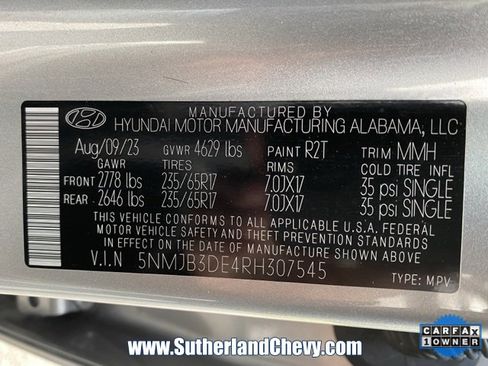 MANUFACTURED BY
HYUNDAI MOTOR MANUFACTURING ALABAMA, LLC
Aug/09/23 GVWR 4629 lbs PAINT R2T TRIM MMH
GAWR TIRES RIMS COLD TIRE INFL
FRONT 2778 lbs 235/65R17 7.0JX17 35 psi SINGLE
REAR 2646 lbs 235/65R17 7.0JX17 35 psi SINGLE
THIS VEHICLE CONFORMS TO ALL APPLICABLE U.S.A. FEDERAL
MOTOR VEHICLE SAFETY AND THEFT PREVENTION STANDARDS
IN EFFECT ON THE DATE OF MANUFACTURE SHOWN ABOVE
V.I.N 5NMJB3DE4RH307545
TYPE: MPV
www.SutherlandChevy.com
CARFAX
1 OWNER